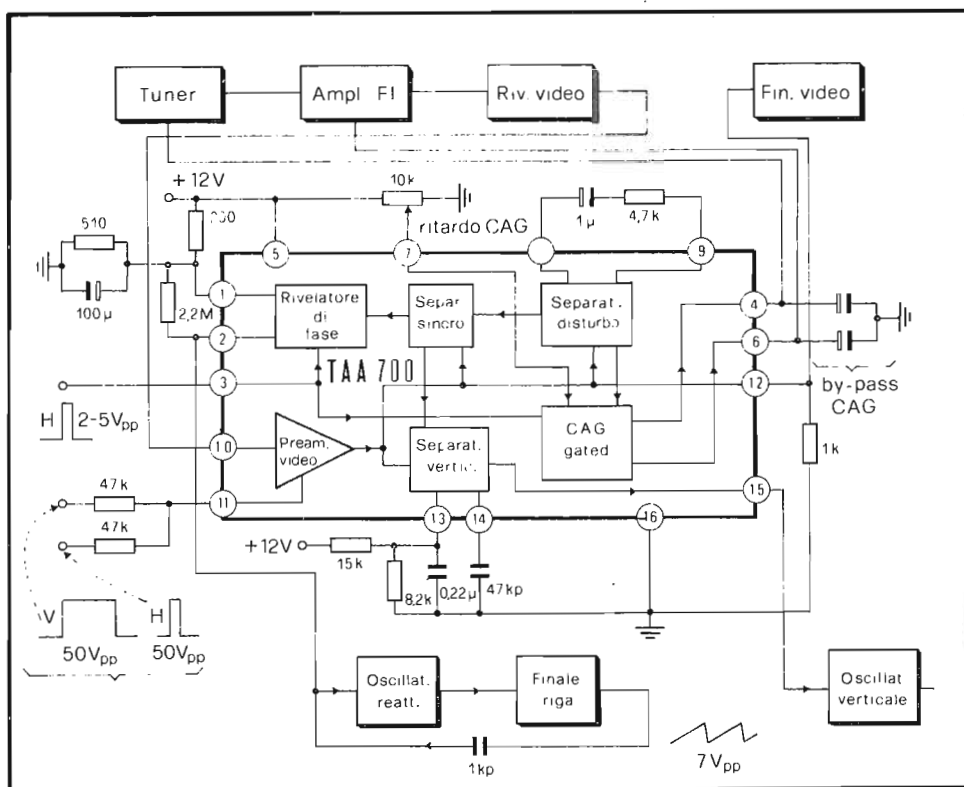 Tuner
Ampl FI
Riv. video
Fin. video
+12V
10k
ritardo CAG
1µ
4,7k
510
100µ
2,2M
5
7
9
1
2
3
10
11
4
6
12
15
13
14
16
Rivelatore
di
fase
Separ
sincro
Separat.
disturbo
TAA 700
Pream.
video
Separat.
vertic.
CAG
gated
by-pass
CAG
1k
H
2-5Vpp
47k
47k
+12V
15k
8,2k
0,22µ
47kp
V
H
50Vpp
50Vpp
Oscillat.
reatt.
Finale
riga
Oscillat
verticale
1kp
7Vpp